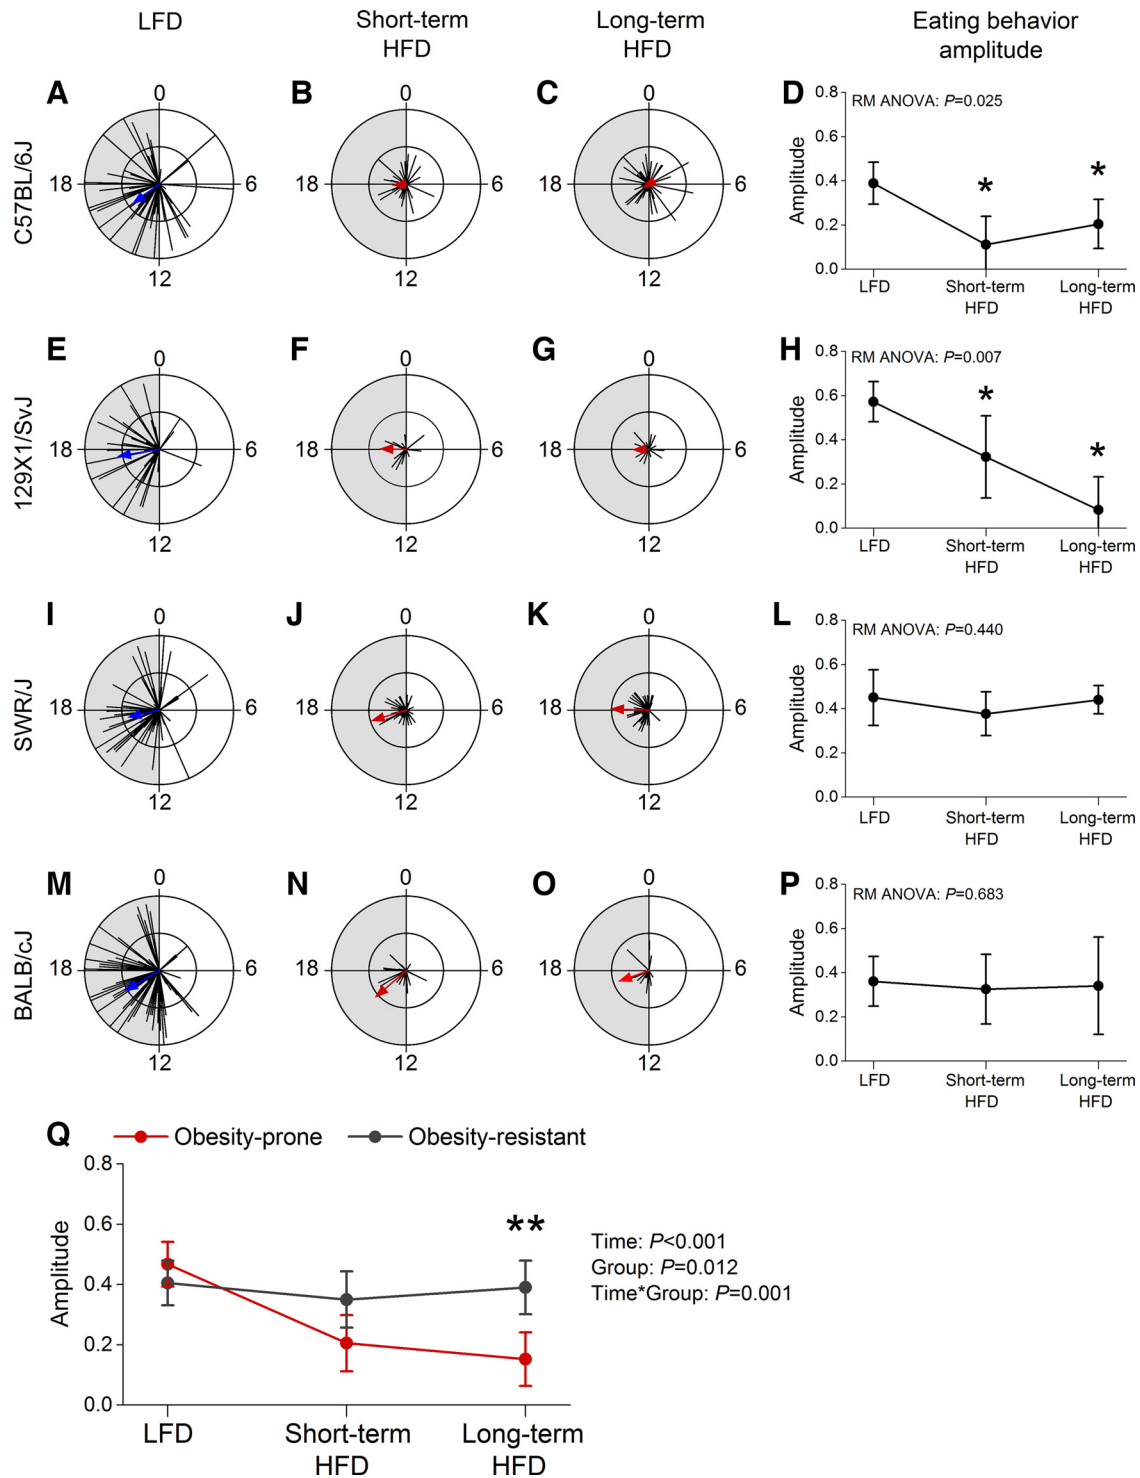 LFD
Short-term
HFD
Long-term
HFD
Eating behavior
amplitude
C57BL/6J
A
0
18
6
12
B
0
18
6
12
C
0
18
6
12
D
RM ANOVA: P=0.025
Amplitude
0.8
0.6
0.4
0.2
0.0
*
*
LFD
Short-term
HFD
Long-term
HFD
129X1/SvJ
E
0
18
6
12
F
0
18
6
12
G
0
18
6
12
H
RM ANOVA: P=0.007
Amplitude
0.8
0.6
0.4
0.2
0.0
*
*
LFD
Short-term
HFD
Long-term
HFD
SWR/J
I
0
18
6
12
J
0
18
6
12
K
0
18
6
12
L
RM ANOVA: P=0.440
Amplitude
0.8
0.6
0.4
0.2
0.0
LFD
Short-term
HFD
Long-term
HFD
BALB/cJ
M
0
18
6
12
N
0
18
6
12
O
0
18
6
12
P
RM ANOVA: P=0.683
Amplitude
0.8
0.6
0.4
0.2
0.0
LFD
Short-term
HFD
Long-term
HFD
Q
Obesity-prone
Obesity-resistant
Amplitude
0.8
0.6
0.4
0.2
0.0
**
LFD
Short-term
HFD
Long-term
HFD
Time: P<0.001
Group: P=0.012
Time*Group: P=0.001